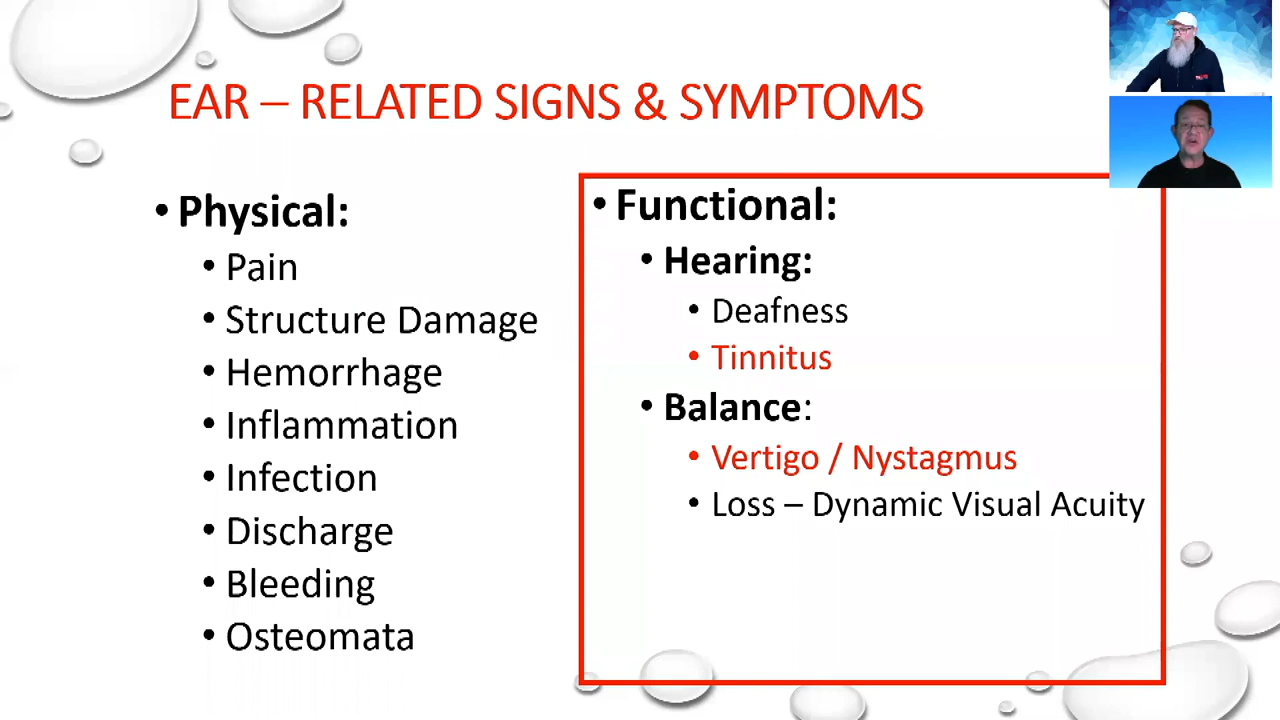 EAR – RELATED SIGNS & SYMPTOMS
• Physical:
• Pain
• Structure Damage
• Hemorrhage
• Inflammation
• Infection
• Discharge
• Bleeding
• Osteomata
• Functional:
• Hearing:
• Deafness
• Tinnitus
• Balance:
• Vertigo / Nystagmus
• Loss – Dynamic Visual Acuity